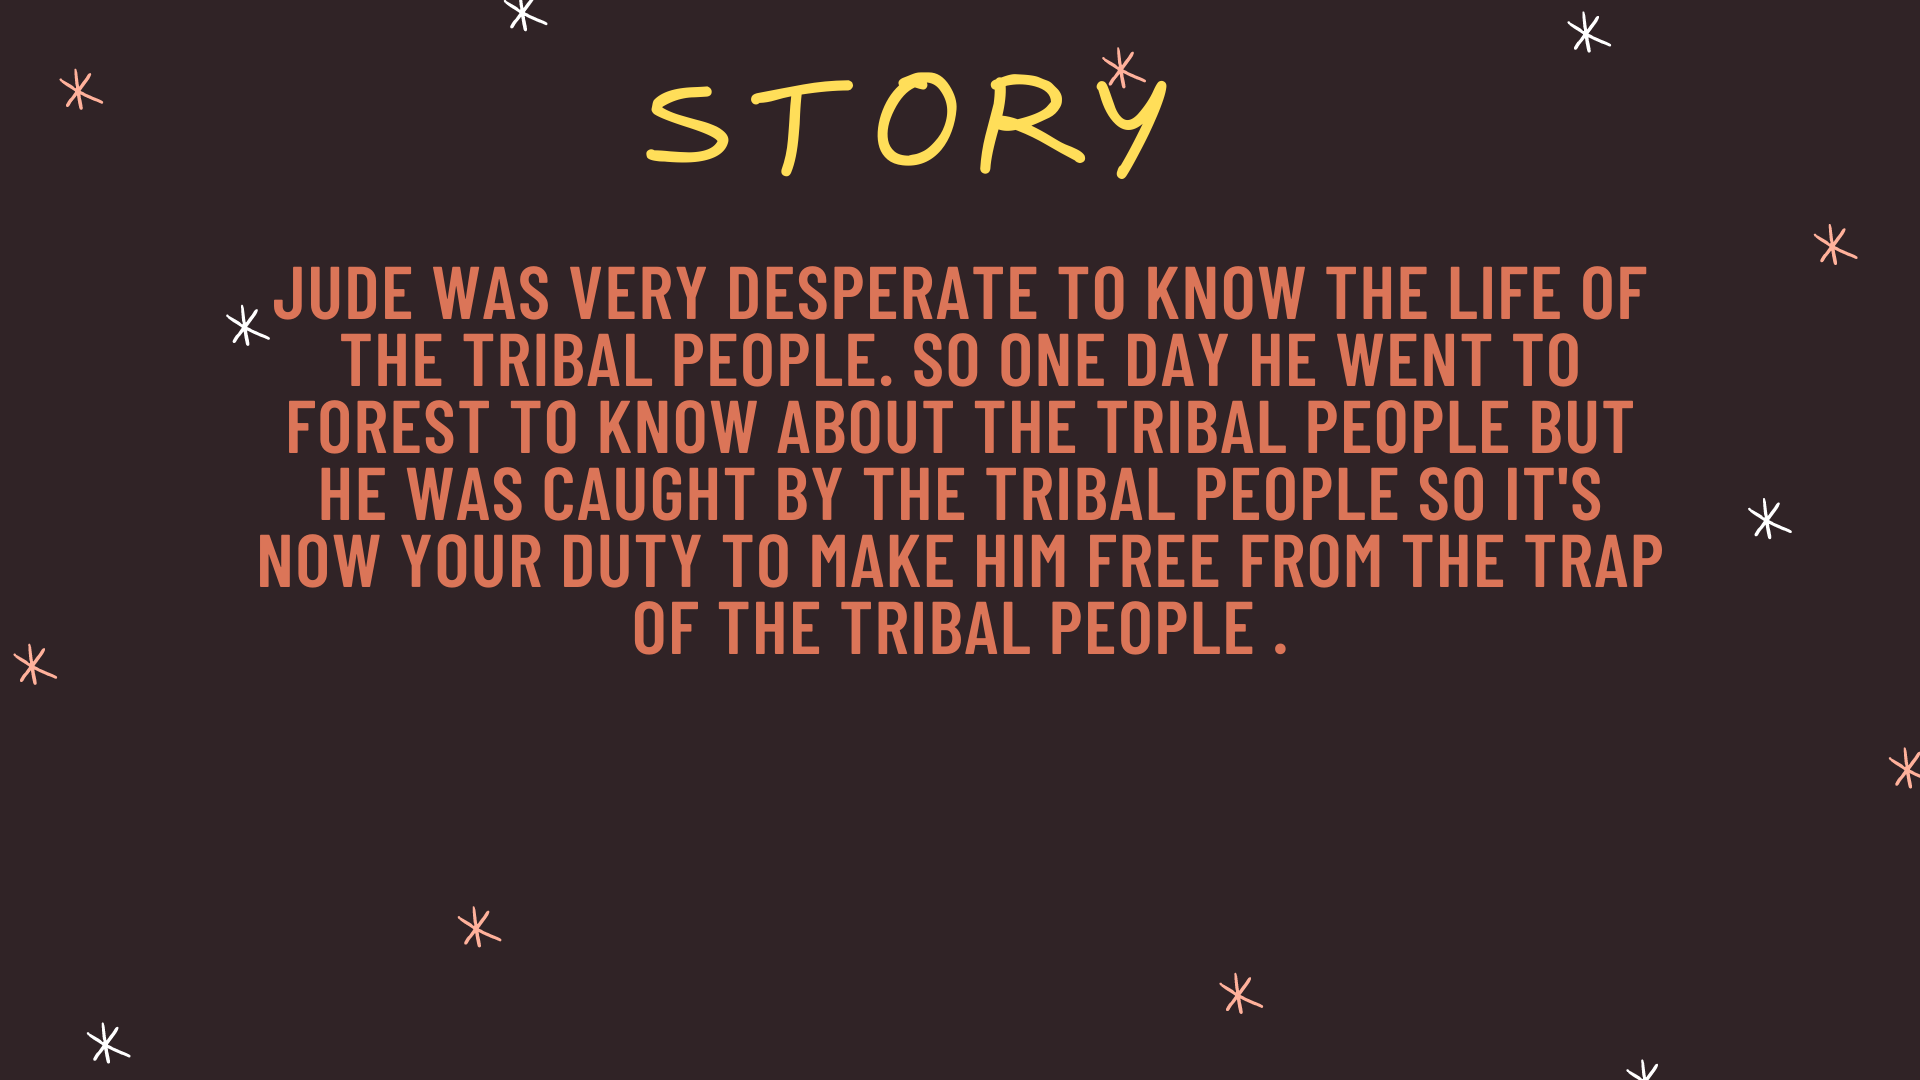 STORY
JUDE WAS VERY DESPERATE TO KNOW THE LIFE OF
THE TRIBAL PEOPLE. SO ONE DAY HE WENT TO
FOREST TO KNOW ABOUT THE TRIBAL PEOPLE BUT
HE WAS CAUGHT BY THE TRIBAL PEOPLE SO IT'S
NOW YOUR DUTY TO MAKE HIM FREE FROM THE TRAP
OF THE TRIBAL PEOPLE .